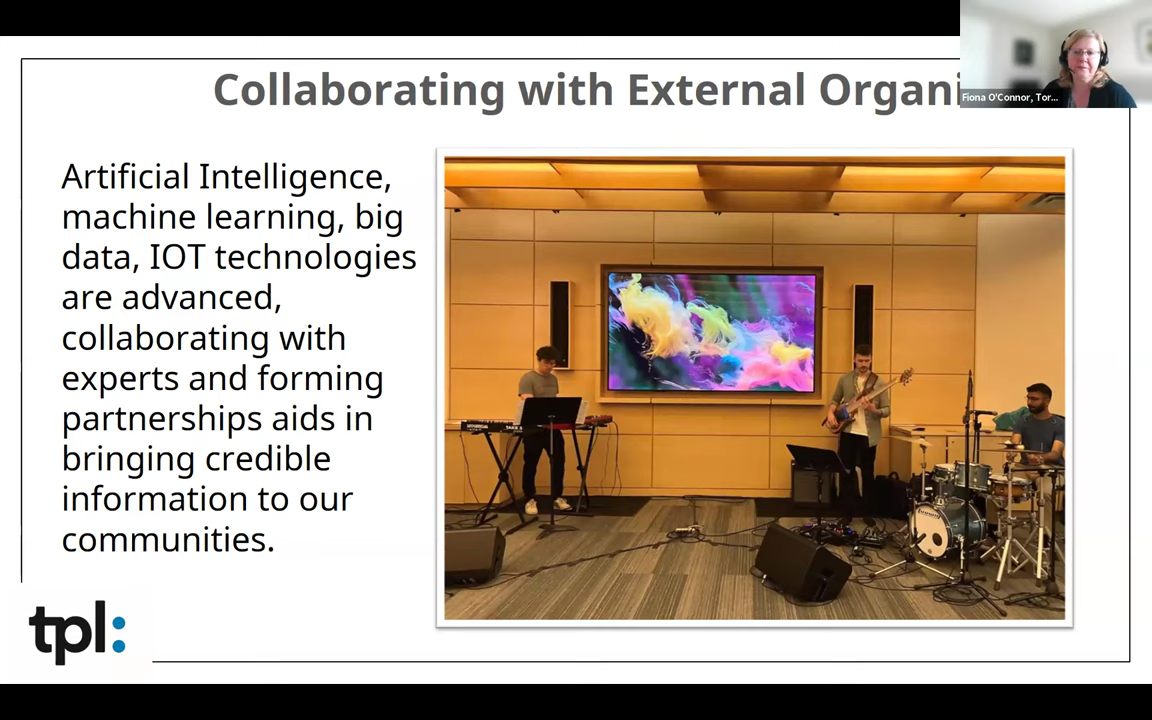 Collaborating with External Organi
Fiona O'Connor, Tor...
Artificial Intelligence,
machine learning, big
data, IOT technologies
are advanced,
collaborating with
experts and forming
partnerships aids in
bringing credible
information to our
communities.
tpl: